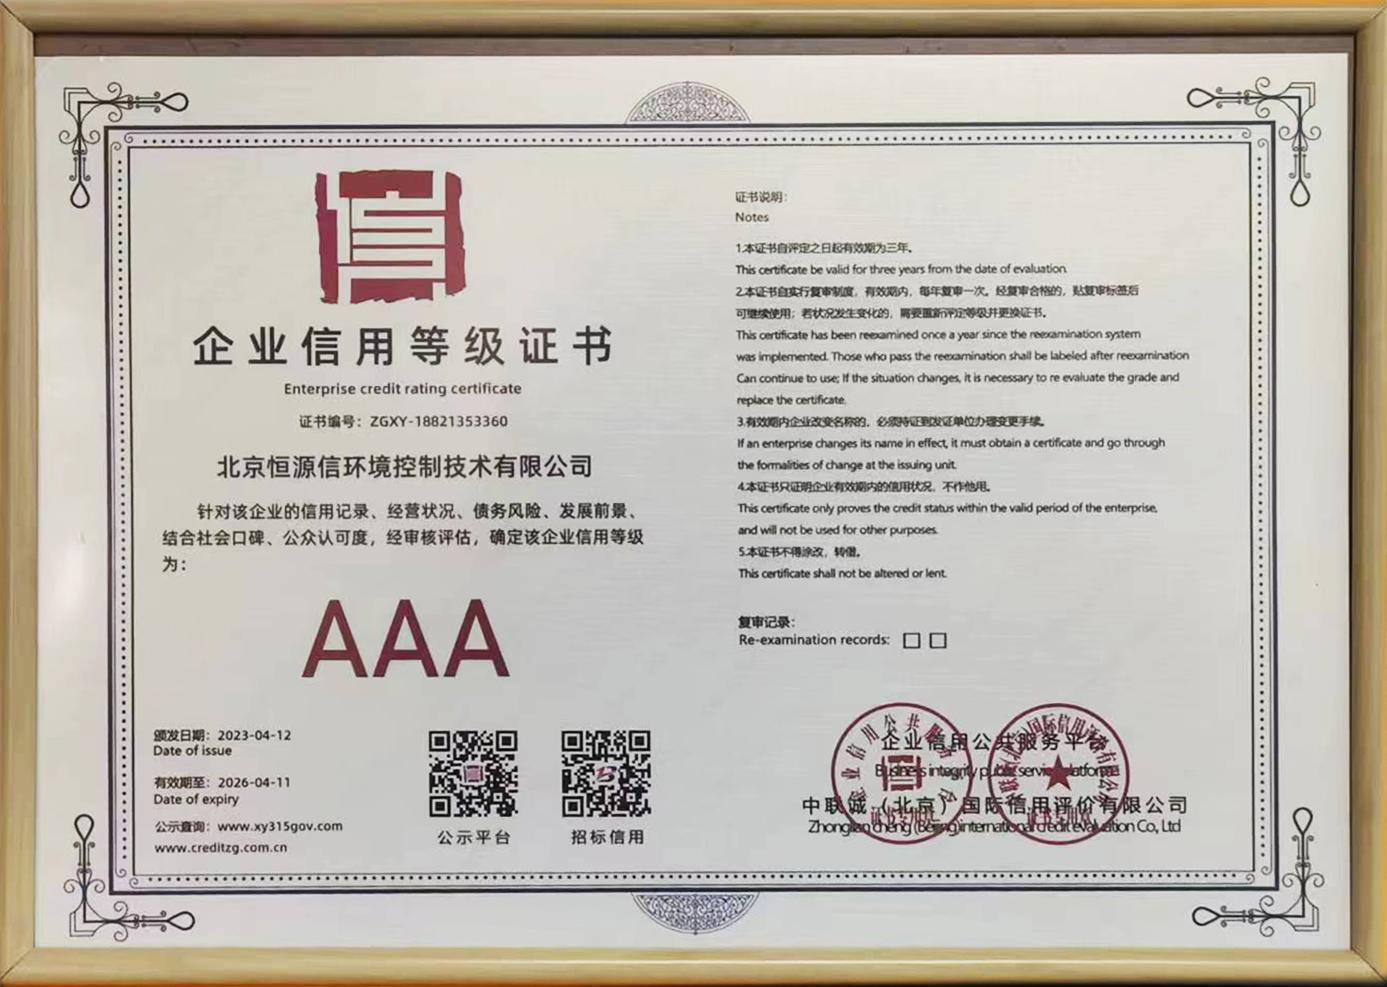 信
企业信用等级证书
Enterprise credit rating certificate
证书编号：ZGXY-18821353360
北京恒源信环境控制技术有限公司
针对该企业的信用记录、经营状况、债务风险、发展前景、
结合社会口碑、公众认可度，经审核评估，确定该企业信用等级
为：
AAA
颁发日期：2023-04-12
Date of issue
有效期至：2026-04-11
Date of expiry
公示查询：www.xy315gov.com
www.creditzg.com.cn
公示平台
招标信用
证书说明：
Notes
1.本证书自评定之日起有效期为三年。
This certificate be valid for three years from the date of evaluation.
2.本证书自实行复审制度，有效期内，每年复审一次。经复审合格的，贴复审标签后
可继续使用；若状况发生变化的，需要重新评定等级并更换证书。
This certificate has been reexamined once a year since the reexamination system
was implemented. Those who pass the reexamination shall be labeled after reexamination
Can continue to use; If the situation changes, it is necessary to re evaluate the grade and
replace the certificate.
3.有效期内企业改变名称的，必须持证到发证单位办理变更手续。
If an enterprise changes its name in effect, it must obtain a certificate and go through
the formalities of change at the issuing unit.
4.本证书只证明企业有效期内的信用状况，不作他用。
This certificate only proves the credit status within the valid period of the enterprise,
and will not be used for other purposes.
5.本证书不得涂改，转借。
This certificate shall not be altered or lent.
复审记录：
Re-examination records:
企业信用公共服务平台
Business integrity public service platform
中联诚（北京）国际信用评价有限公司
Zhongliancheng (Beijing) international credit evaluation Co., Ltd